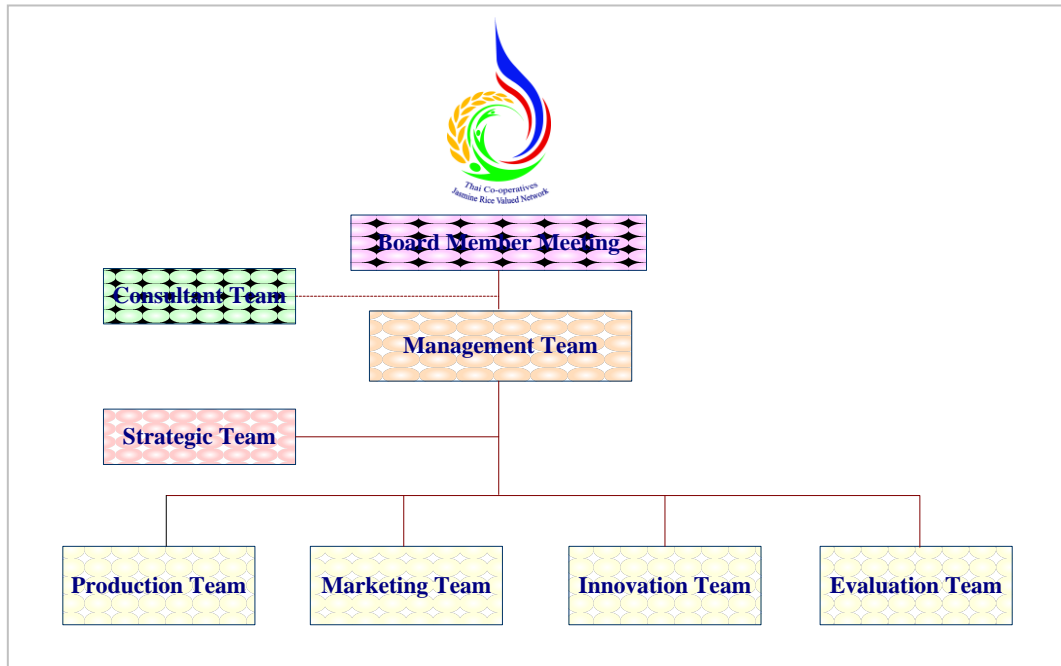 Thai Co-operatives
Jasmine Rice Valued Network
Board Member Meeting
Consultant Team
Management Team
Strategic Team
Production Team
Marketing Team
Innovation Team
Evaluation Team